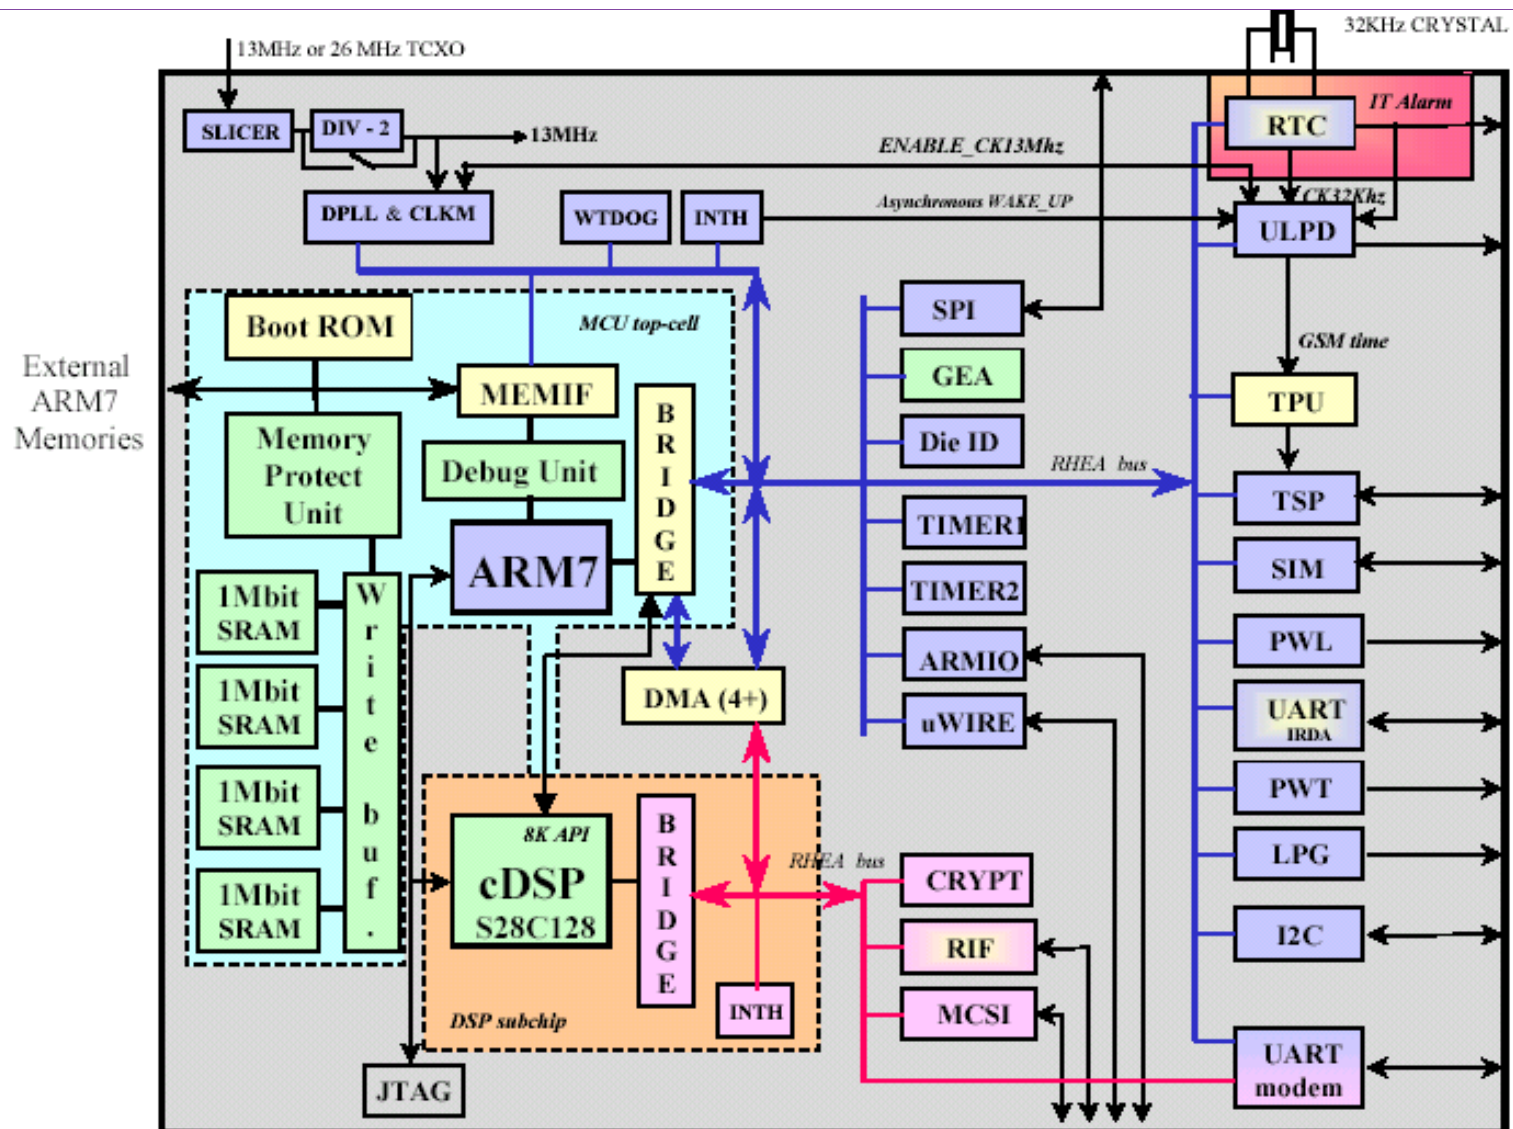 32KHz CRYSTAL
13MHz or 26 MHz TCXO
SLICER
DIV - 2
13MHz
ENABLE_CK13Mhz
RTC
IT Alarm
DPLL & CLKM
WTDOG
INTH
Asynchronous WAKE_UP
CK32Khz
ULPD
Boot ROM
MCU top-cell
SPI
GSM time
External
ARM7
Memories
MEMIF
GEA
TPU
B
R
I
D
G
E
Memory
Protect
Unit
Debug Unit
Die ID
RHEA bus
TSP
TIMER1
ARM7
SIM
1Mbit
SRAM
W
r
i
t
e
b
u
f
.
TIMER2
ARMIO
PWL
1Mbit
SRAM
DMA (4+)
uWIRE
UART
IRDA
1Mbit
SRAM
PWT
8K API
cDSP
S28C128
B
R
I
D
G
E
RHEA bus
LPG
CRYPT
1Mbit
SRAM
RIF
I2C
INTH
MCSI
DSP subchip
JTAG
UART
modem